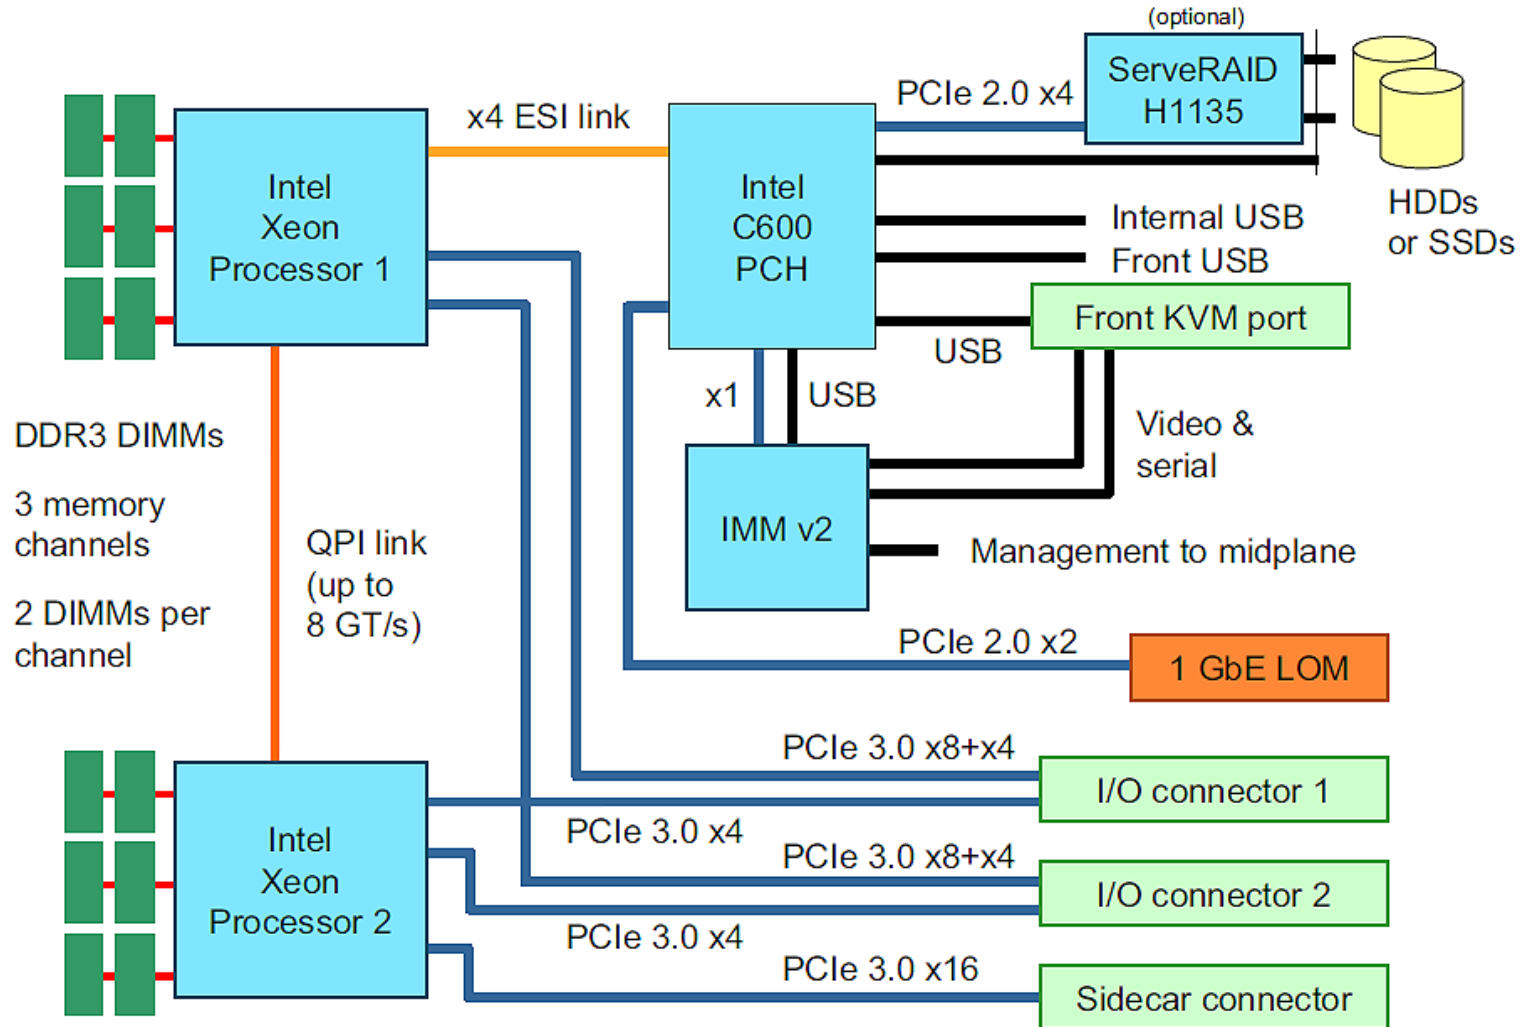 (optional)
ServeRAID
H1135
PCIe 2.0 x4
x4 ESI link
Intel
Xeon
Processor 1
Intel
C600
PCH
HDDs
or SSDs
Internal USB
Front USB
Front KVM port
USB
x1
USB
Video &
serial
DDR3 DIMMs
3 memory
channels
2 DIMMs per
channel
QPI link
(up to
8 GT/s)
IMM v2
Management to midplane
PCIe 2.0 x2
1 GbE LOM
PCIe 3.0 x8+x4
I/O connector 1
PCIe 3.0 x4
Intel
Xeon
Processor 2
PCIe 3.0 x8+x4
I/O connector 2
PCIe 3.0 x4
PCIe 3.0 x16
Sidecar connector